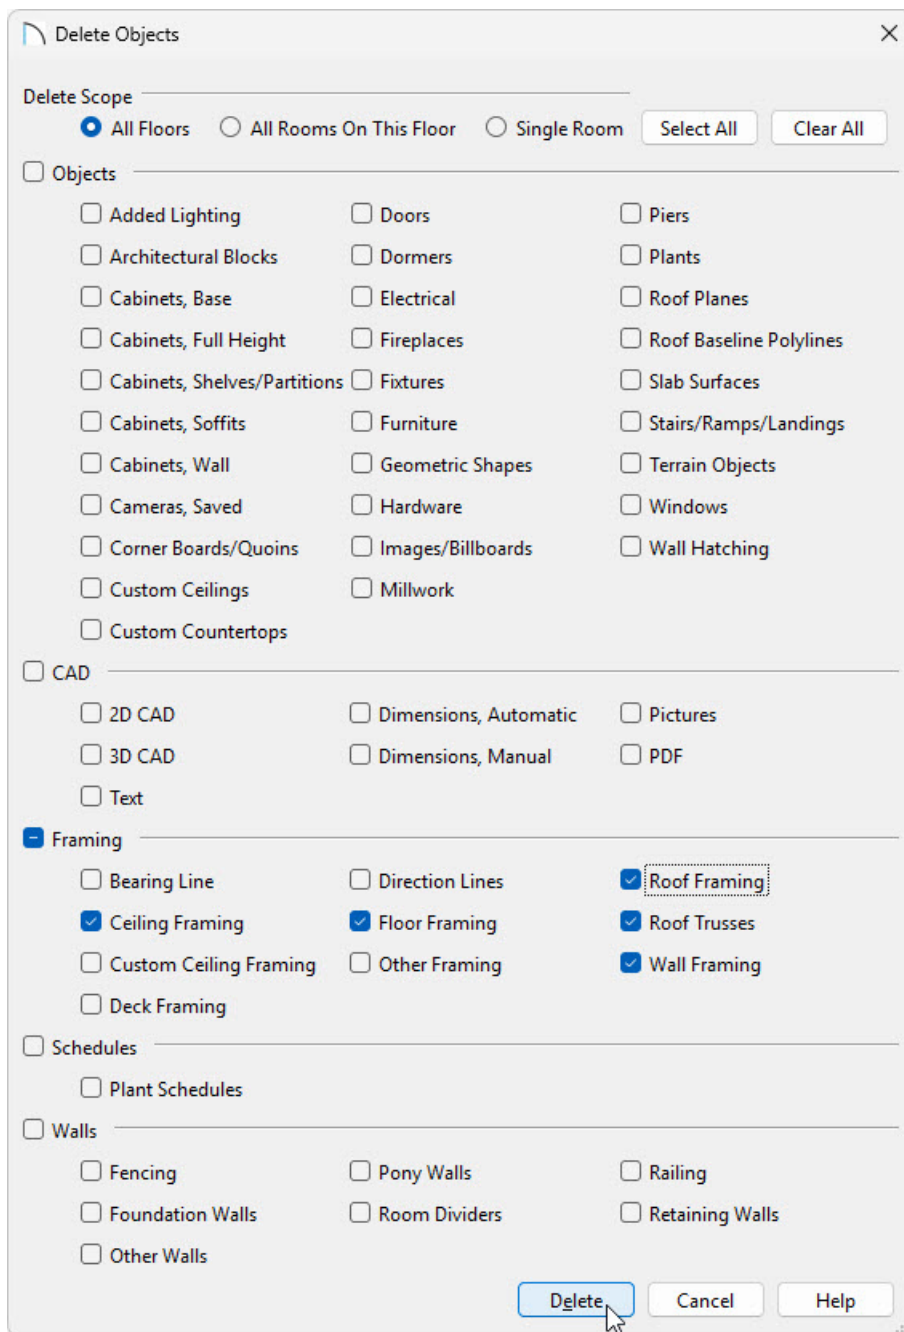 Delete Objects
Delete Scope
All Floors All Rooms On This Floor Single Room Select All Clear All
Objects
Added Lighting Doors Piers
Architectural Blocks Dormers Plants
Cabinets, Base Electrical Roof Planes
Cabinets, Full Height Fireplaces Roof Baseline Polylines
Cabinets, Shelves/Partitions Fixtures Slab Surfaces
Cabinets, Soffits Furniture Stairs/Ramps/Landings
Cabinets, Wall Geometric Shapes Terrain Objects
Cameras, Saved Hardware Windows
Corner Boards/Quoins Images/Billboards Wall Hatching
Custom Ceilings Millwork
Custom Countertops
CAD
2D CAD Dimensions, Automatic Pictures
3D CAD Dimensions, Manual PDF
Text
Framing
Bearing Line Direction Lines Roof Framing
Ceiling Framing Floor Framing Roof Trusses
Custom Ceiling Framing Other Framing Wall Framing
Deck Framing
Schedules
Plant Schedules
Walls
Fencing Pony Walls Railing
Foundation Walls Room Dividers Retaining Walls
Other Walls
Delete Cancel Help